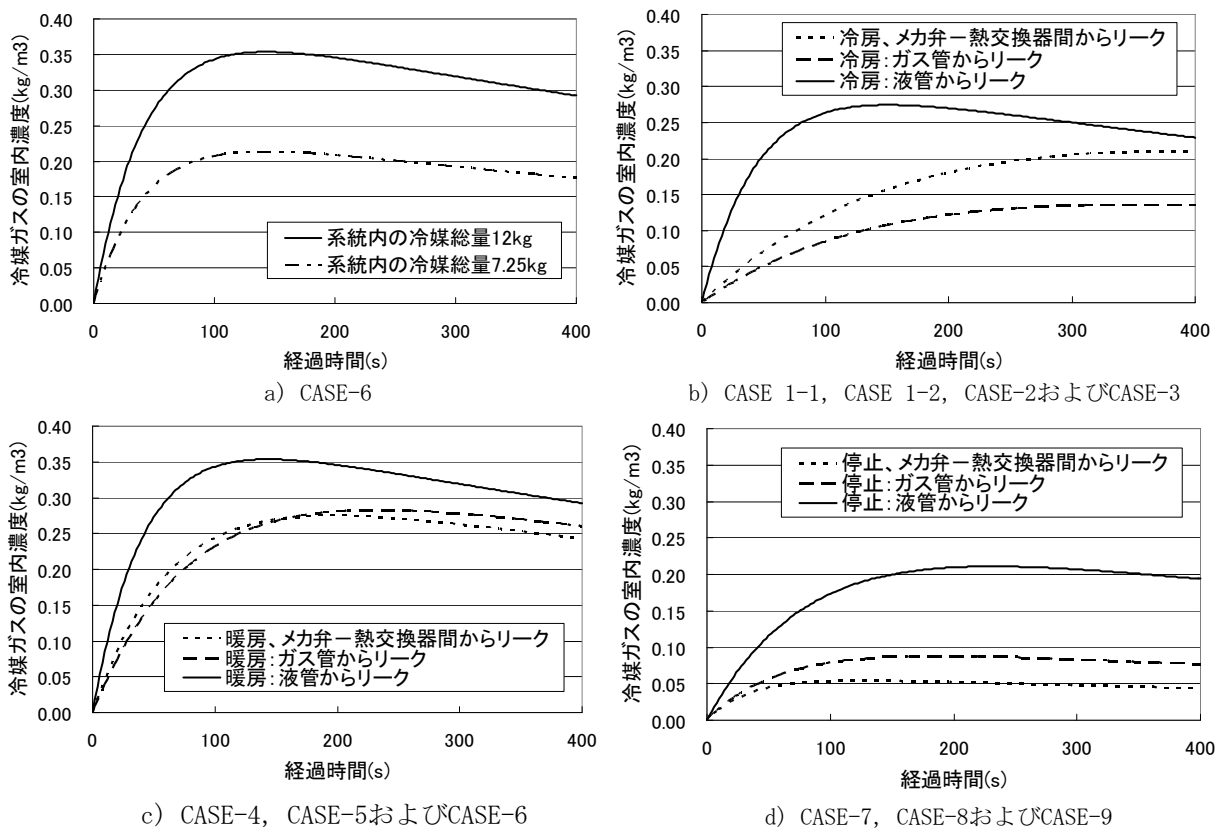 0.40
0.35
0.30
0.25
0.20
0.15
0.10
0.05
0.00
冷媒ガスの室内濃度(kg/m3)
系統内の冷媒総量12kg
系統内の冷媒総量7.25kg
0 100 200 300 400
経過時間(s)
a) CASE-6
0.40
0.35
0.30
0.25
0.20
0.15
0.10
0.05
0.00
冷媒ガスの室内濃度(kg/m3)
冷房、メカ弁－熱交換器間からリーク
冷房：ガス管からリーク
冷房：液管からリーク
0 100 200 300 400
経過時間(s)
b) CASE 1-1, CASE 1-2, CASE-2およびCASE-3
0.40
0.35
0.30
0.25
0.20
0.15
0.10
0.05
0.00
冷媒ガスの室内濃度(kg/m3)
暖房、メカ弁－熱交換器間からリーク
暖房：ガス管からリーク
暖房：液管からリーク
0 100 200 300 400
経過時間(s)
c) CASE-4, CASE-5およびCASE-6
0.40
0.35
0.30
0.25
0.20
0.15
0.10
0.05
0.00
冷媒ガスの室内濃度(kg/m3)
停止、メカ弁－熱交換器間からリーク
停止：ガス管からリーク
停止：液管からリーク
0 100 200 300 400
経過時間(s)
d) CASE-7, CASE-8およびCASE-9